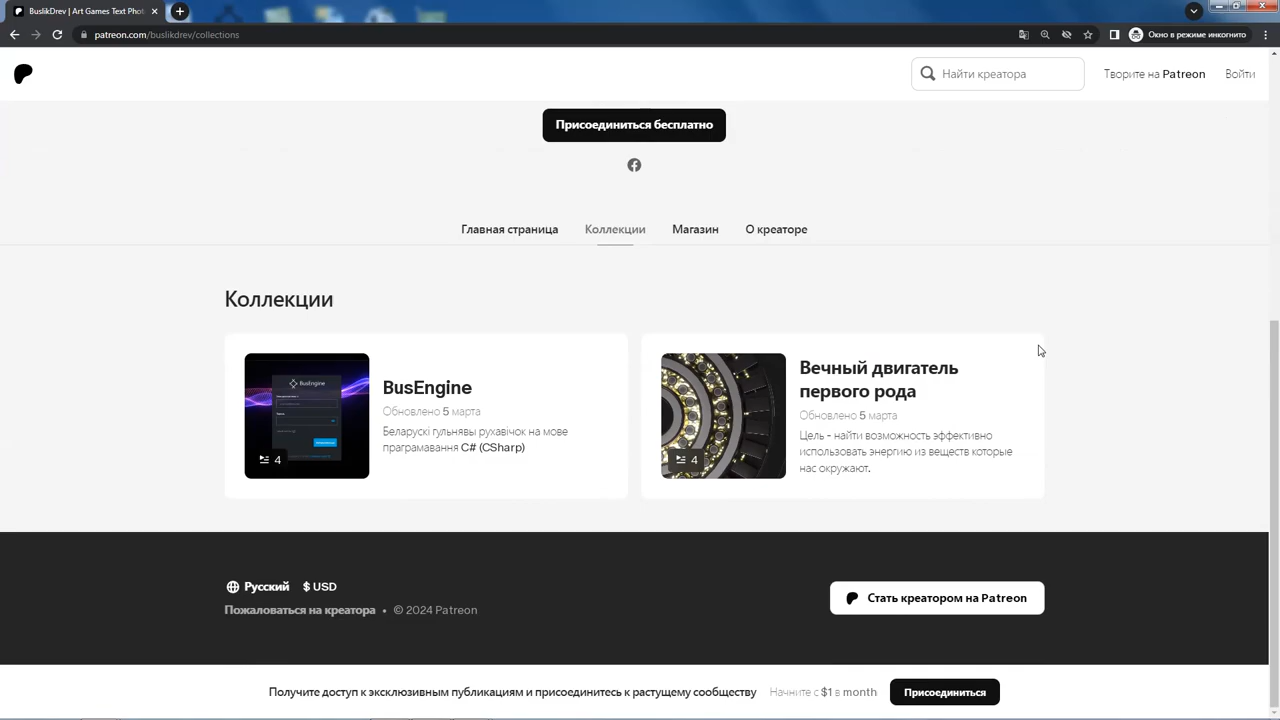 BuslikDrev | Art Games Text Phot
patreon.com/buslikdrev/collections
Окно в режиме инкогнито
Найти креатора
Творите на Patreon
Войти
Присоединиться бесплатно
Главная страница
Коллекции
Магазин
О креаторе
Коллекции
BusEngine
4
BusEngine
Обновлено 5 марта
Беларускі гульнявы рухавічок на мове
праграмавання C# (CSharp)
4
Вечный двигатель
первого рода
Обновлено 5 марта
Цель - найти возможность эффективно
использовать энергию из веществ которые
нас окружают.
Русский
$ USD
Пожаловаться на креатора • © 2024 Patreon
Стать креатором на Patreon
Получите доступ к эксклюзивным публикациям и присоединитесь к растущему сообществу
Начните с $1 в month
Присоединиться